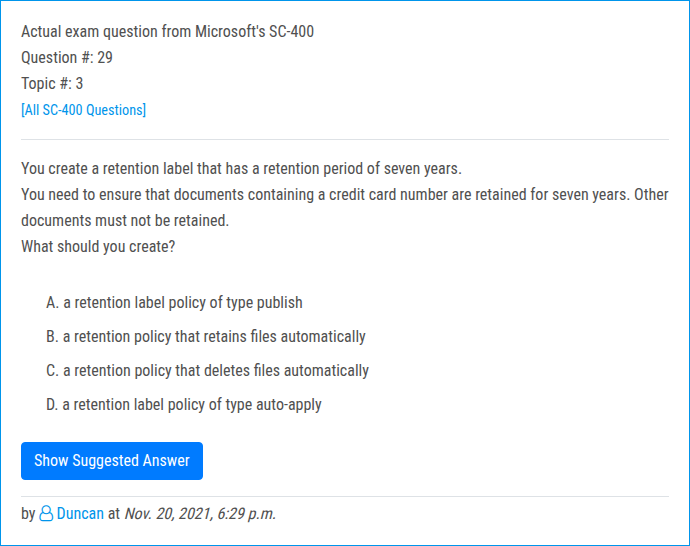 Actual exam question from Microsoft's SC-400
Question #: 29
Topic #: 3
[All SC-400 Questions]
You create a retention label that has a retention period of seven years.
You need to ensure that documents containing a credit card number are retained for seven years. Other
documents must not be retained.
What should you create?
A. a retention label policy of type publish
B. a retention policy that retains files automatically
C. a retention policy that deletes files automatically
D. a retention label policy of type auto-apply
Show Suggested Answer
by Duncan at Nov. 20, 2021, 6:29 p.m.